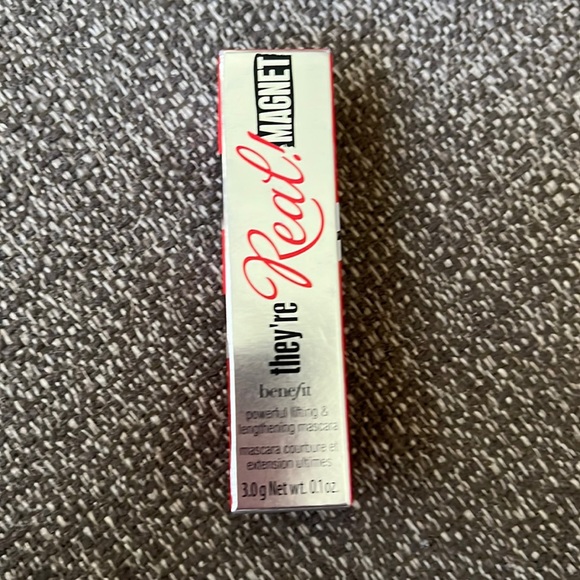 they're Real! MAGNET
benefit
powerful lifting &
lengthening mascara
mascara courbure et
extension ultimes
3.0 g Net wt. 0.1 oz.